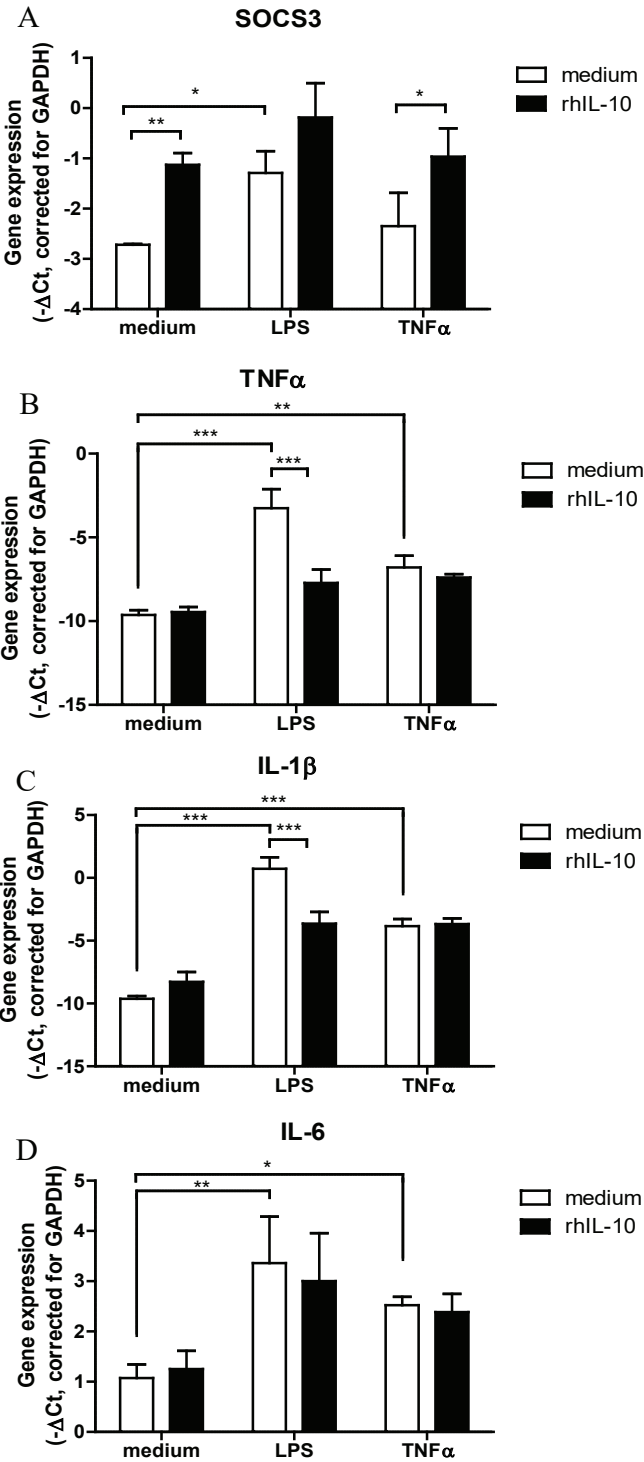 A
SOCS3
Gene expression
(-ΔCt, corrected for GAPDH)
1
0
-1
-2
-3
-4
*
**
*
medium
LPS
TNFα
medium
rhIL-10
B
TNFα
Gene expression
(-ΔCt, corrected for GAPDH)
0
-5
-10
-15
**
***
***
medium
LPS
TNFα
medium
rhIL-10
C
IL-1β
Gene expression
(-ΔCt, corrected for GAPDH)
5
0
-5
-10
-15
***
***
***
medium
LPS
TNFα
medium
rhIL-10
D
IL-6
Gene expression
(-ΔCt, corrected for GAPDH)
5
4
3
2
1
0
*
**
medium
LPS
TNFα
medium
rhIL-10